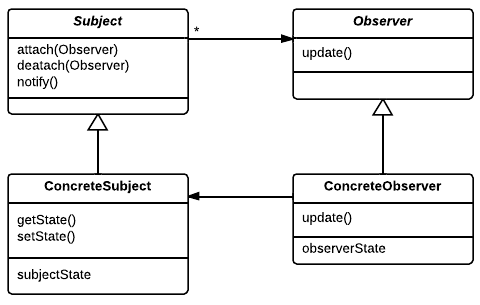 Subject
attach(Observer)
deatach(Observer)
notify()
*
Observer
update()
ConcreteSubject
getState()
setState()
subjectState
ConcreteObserver
update()
observerState